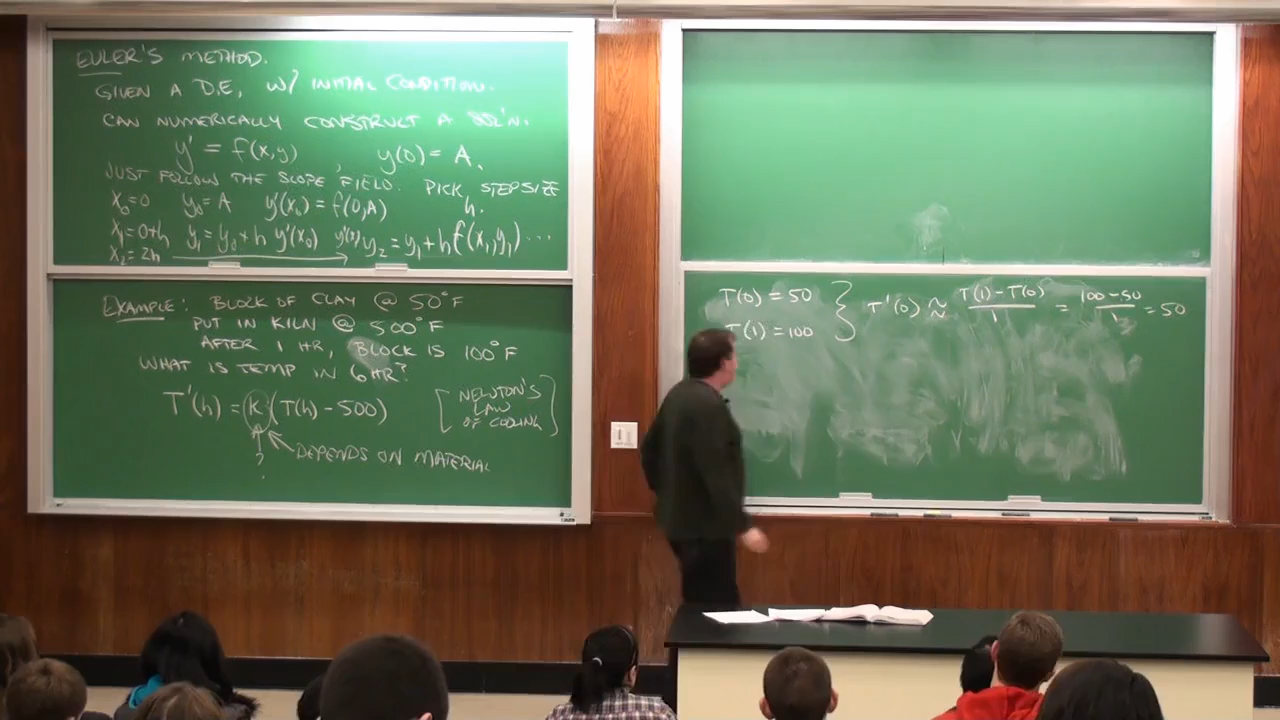 EULER'S METHOD.
GIVEN A D.E, W/ INITIAL CONDITION.
CAN NUMERICALLY CONSTRUCT A SOL'N.
y' = f(x,y), y(0) = A.
JUST FOLLOW THE SLOPE FIELD. PICK STEPSIZE h.
x₀=0 y₀=A y'(x₀) = f(0,A)
x₁=0+h y₁=y₀+h y'(x₀) y₂=y₁+h f(x₁,y₁) ...
x₂=2h
EXAMPLE: BLOCK OF CLAY @ 50°F
PUT IN KILN @ 500°F
AFTER 1 HR, BLOCK IS 100°F
WHAT IS TEMP IN 6 HR?
T'(h) = k (T(h) - 500) [NEWTON'S
LAW
OF COOLING]
DEPENDS ON MATERIAL
?
T(0) = 50 } T'(0) ≈ T(1)-T(0)/1 = 100-50/1 = 50
T(1) = 100